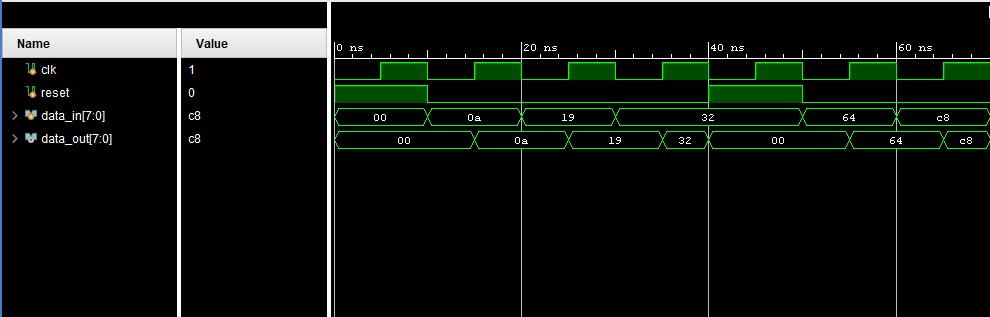 Name Value
0 ns 20 ns 40 ns 60 ns
clk 1
reset 0
data_in[7:0] c8 00 0a 19 32 64 c8
data_out[7:0] c8 00 0a 19 32 00 64 c8